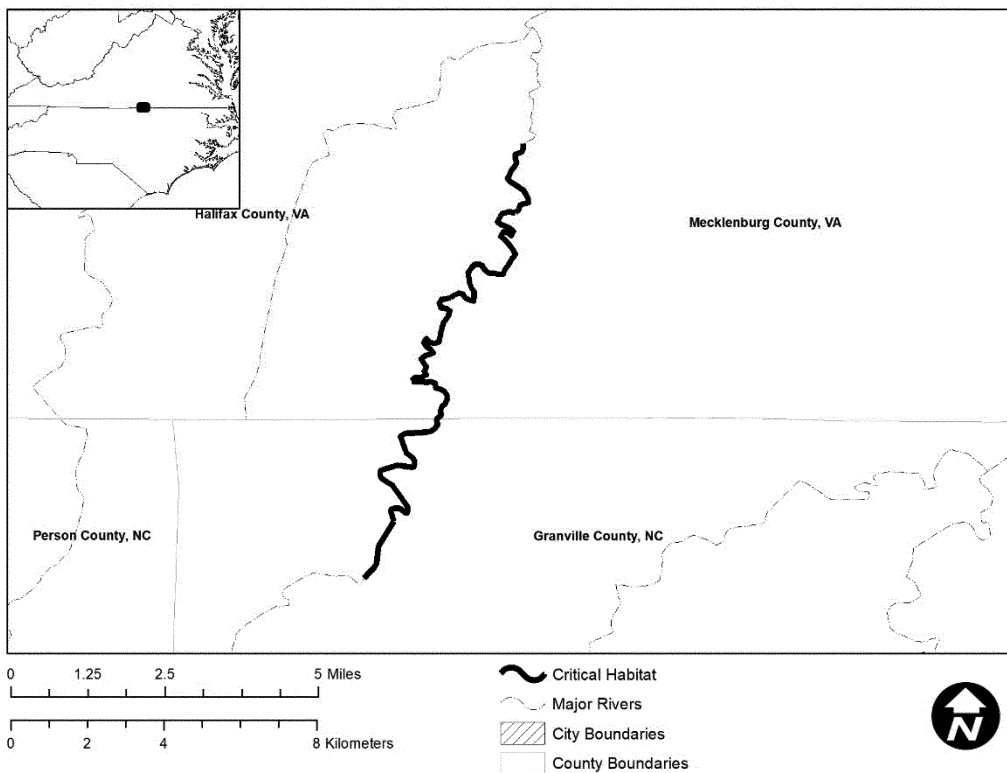 Halifax County, VA
Mecklenburg County, VA
Person County, NC
Granville County, NC
0 1.25 2.5 5 Miles
0 2 4 8 Kilometers
Critical Habitat
Major Rivers
City Boundaries
County Boundaries
N